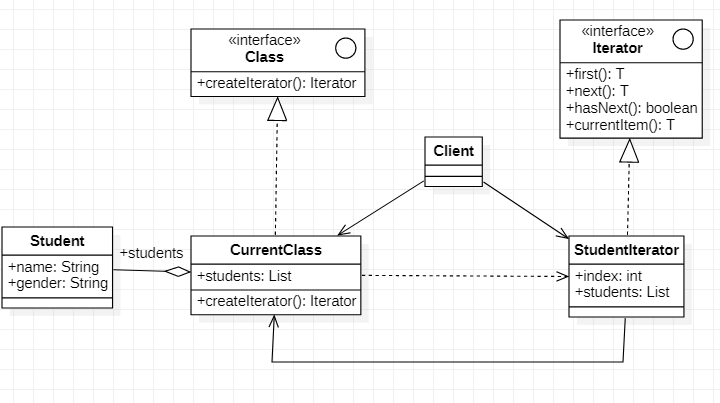 «interface»
Class
+createIterator(): Iterator
«interface»
Iterator
+first(): T
+next(): T
+hasNext(): boolean
+currentItem(): T
Client
Student
+name: String
+gender: String
+students
CurrentClass
+students: List
+createIterator(): Iterator
StudentIterator
+index: int
+students: List